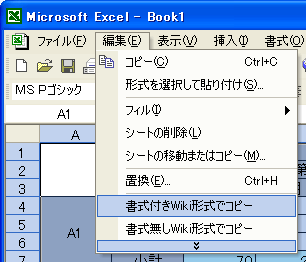 Microsoft Excel - Book1
ファイル(F) 編集(E) 表示(V) 挿入(I) 書式(O)
MS Pゴシック
A1
コピー(C) Ctrl+C
形式を選択して貼り付け(S)...
フィル(I)
シートの削除(L)
シートの移動またはコピー(M)...
置換(E)... Ctrl+H
書式付きWiki形式でコピー
書式無しWiki形式でコピー
A
1
2
3
4
5
6
7
A1
小計 70
第